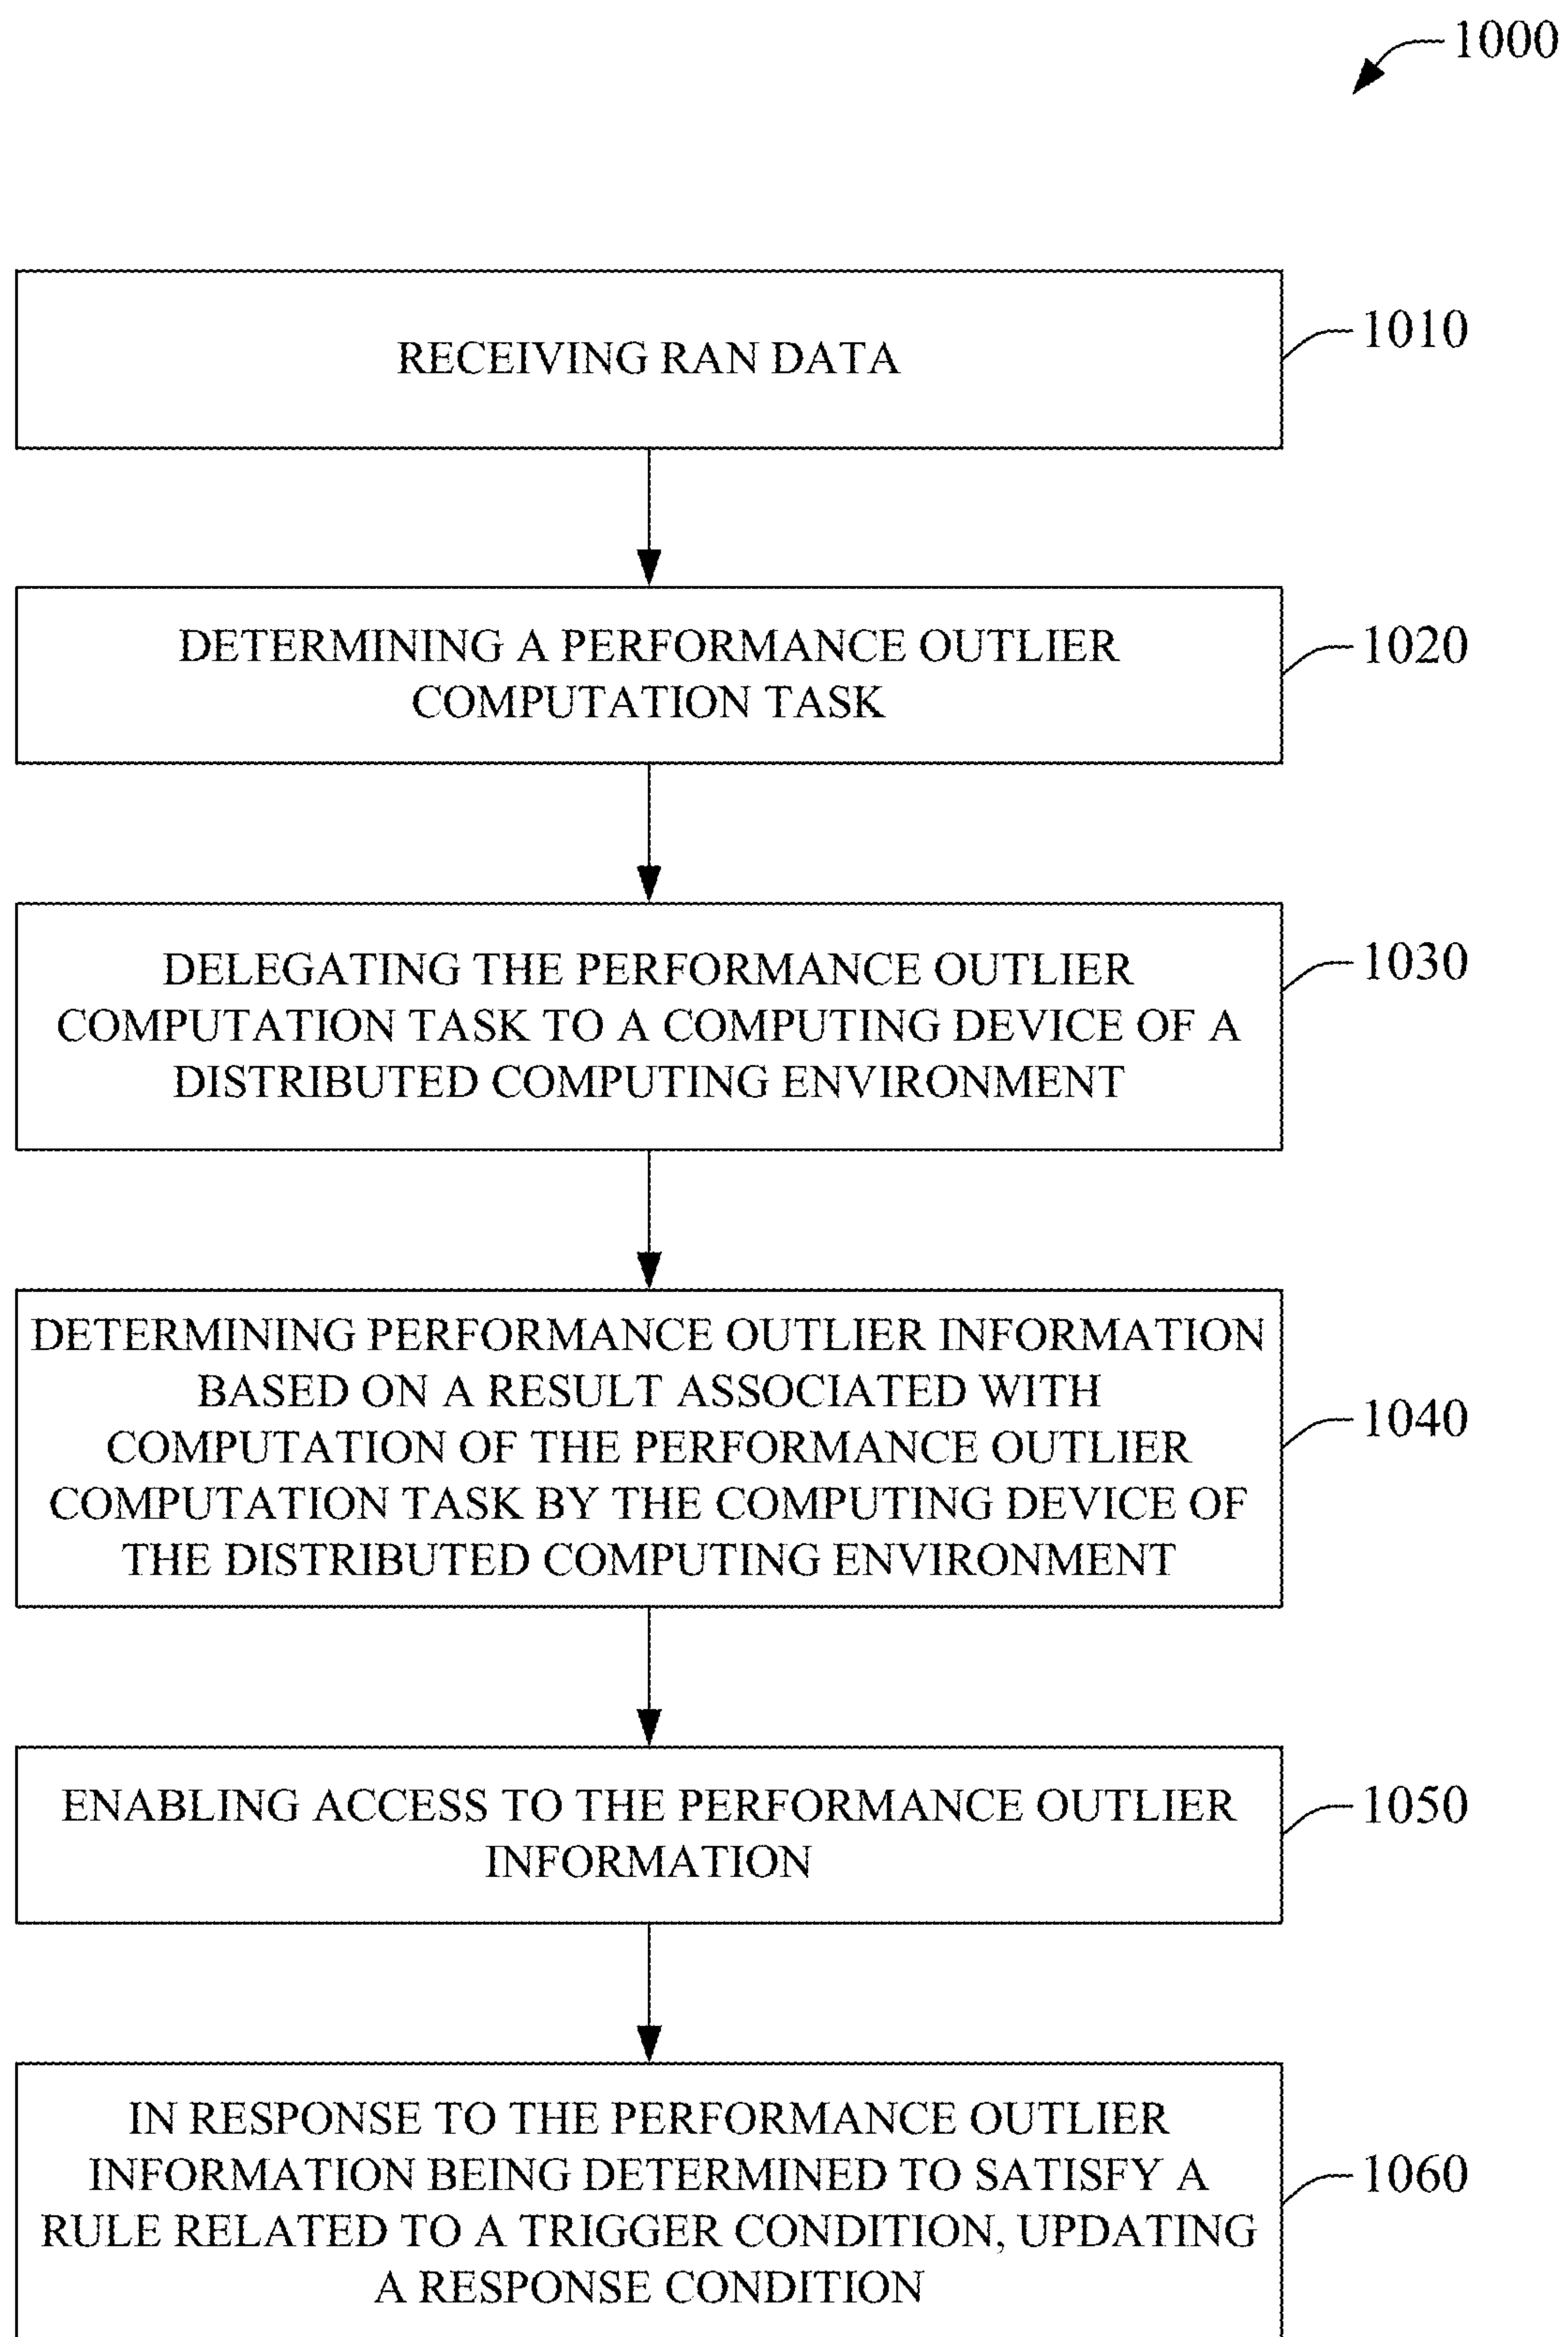 1000
RECEIVING RAN DATA
1010
DETERMINING A PERFORMANCE OUTLIER
COMPUTATION TASK
1020
DELEGATING THE PERFORMANCE OUTLIER
COMPUTATION TASK TO A COMPUTING DEVICE OF A
DISTRIBUTED COMPUTING ENVIRONMENT
1030
DETERMINING PERFORMANCE OUTLIER INFORMATION
BASED ON A RESULT ASSOCIATED WITH
COMPUTATION OF THE PERFORMANCE OUTLIER
COMPUTATION TASK BY THE COMPUTING DEVICE OF
THE DISTRIBUTED COMPUTING ENVIRONMENT
1040
ENABLING ACCESS TO THE PERFORMANCE OUTLIER
INFORMATION
1050
IN RESPONSE TO THE PERFORMANCE OUTLIER
INFORMATION BEING DETERMINED TO SATISFY A
RULE RELATED TO A TRIGGER CONDITION, UPDATING
A RESPONSE CONDITION
1060